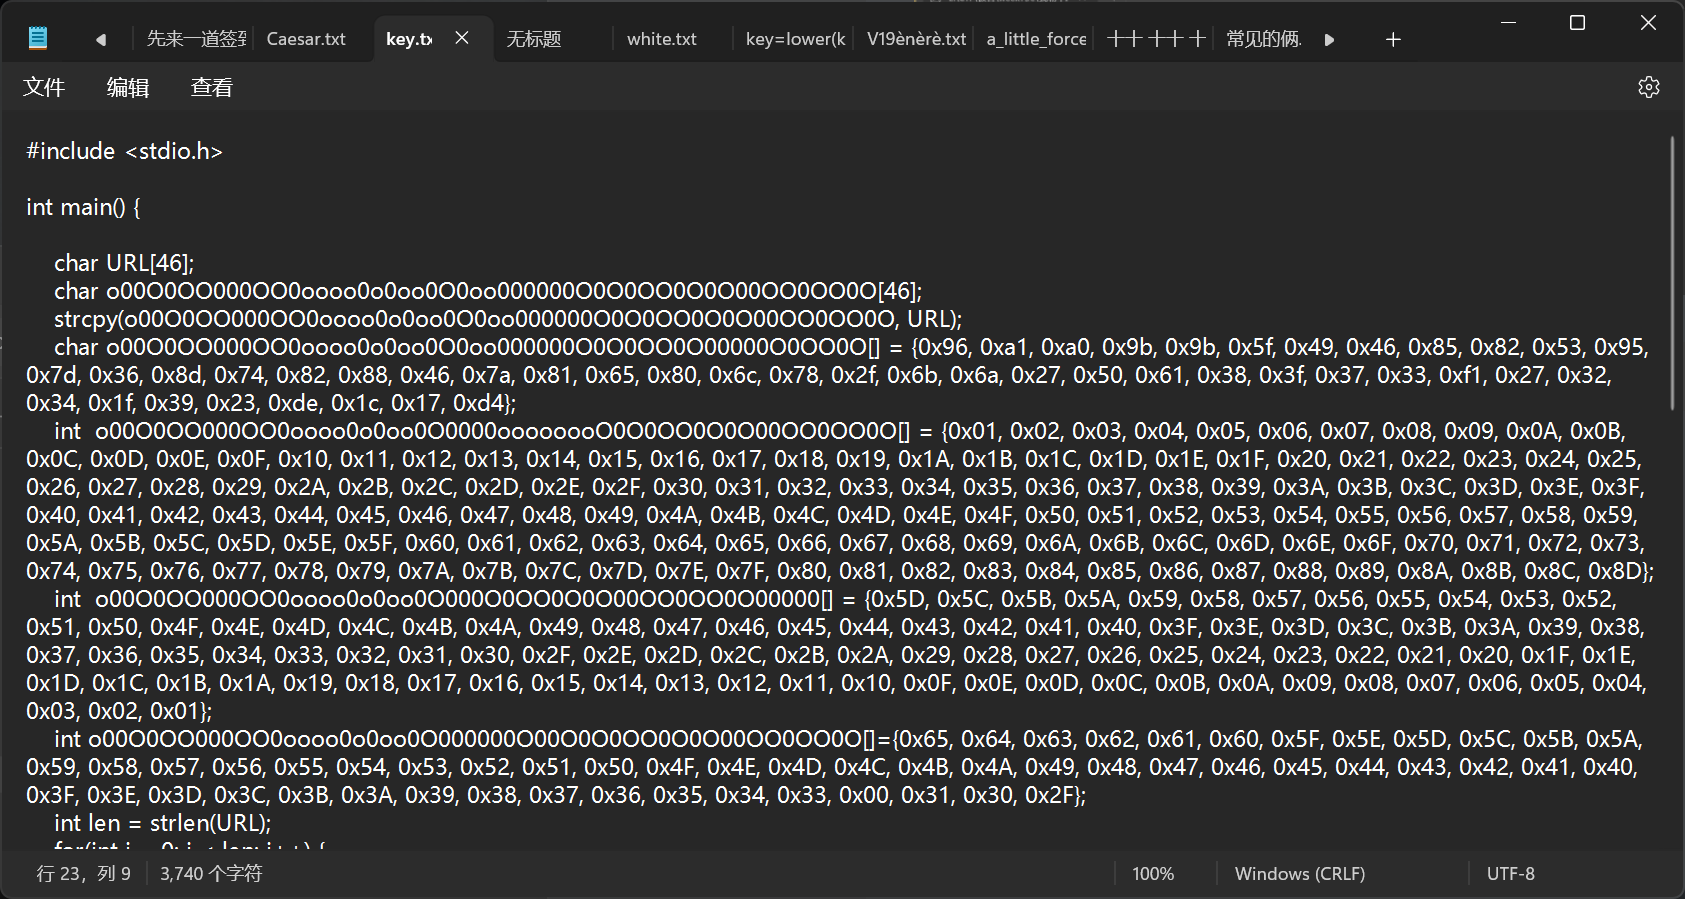 先来一道签到
Caesar.txt
key.tx
无标题
white.txt
key=lower(k
V19ènèrè.txt
a_little_force
十十 十十 十
常见的俩.
文件
编辑
查看
#include <stdio.h>
int main() {
char URL[46];
char o00O0OO000OO0oooo0o0oo0O0oo000000O0O0OO0O0O00OO0OO0O[46];
strcpy(o00O0OO000OO0oooo0o0oo0O0oo000000O0O0OO0O0O00OO0OO0O, URL);
char o00O0OO000OO0oooo0o0oo0O0oo000000O0O0OO0O00000O0OO0O[] = {0x96, 0xa1, 0xa0, 0x9b, 0x9b, 0x5f, 0x49, 0x46, 0x85, 0x82, 0x53, 0x95,
0x7d, 0x36, 0x8d, 0x74, 0x82, 0x88, 0x46, 0x7a, 0x81, 0x65, 0x80, 0x6c, 0x78, 0x2f, 0x6b, 0x6a, 0x27, 0x50, 0x61, 0x38, 0x3f, 0x37, 0x33, 0xf1, 0x27, 0x32,
0x34, 0x1f, 0x39, 0x23, 0xde, 0x1c, 0x17, 0xd4};
int  o00O0OO000OO0oooo0o0oo0O0000oooooooO0O0OO0O0O00OO0OO0O[] = {0x01, 0x02, 0x03, 0x04, 0x05, 0x06, 0x07, 0x08, 0x09, 0x0A, 0x0B,
0x0C, 0x0D, 0x0E, 0x0F, 0x10, 0x11, 0x12, 0x13, 0x14, 0x15, 0x16, 0x17, 0x18, 0x19, 0x1A, 0x1B, 0x1C, 0x1D, 0x1E, 0x1F, 0x20, 0x21, 0x22, 0x23, 0x24, 0x25,
0x26, 0x27, 0x28, 0x29, 0x2A, 0x2B, 0x2C, 0x2D, 0x2E, 0x2F, 0x30, 0x31, 0x32, 0x33, 0x34, 0x35, 0x36, 0x37, 0x38, 0x39, 0x3A, 0x3B, 0x3C, 0x3D, 0x3E, 0x3F,
0x40, 0x41, 0x42, 0x43, 0x44, 0x45, 0x46, 0x47, 0x48, 0x49, 0x4A, 0x4B, 0x4C, 0x4D, 0x4E, 0x4F, 0x50, 0x51, 0x52, 0x53, 0x54, 0x55, 0x56, 0x57, 0x58, 0x59,
0x5A, 0x5B, 0x5C, 0x5D, 0x5E, 0x5F, 0x60, 0x61, 0x62, 0x63, 0x64, 0x65, 0x66, 0x67, 0x68, 0x69, 0x6A, 0x6B, 0x6C, 0x6D, 0x6E, 0x6F, 0x70, 0x71, 0x72, 0x73,
0x74, 0x75, 0x76, 0x77, 0x78, 0x79, 0x7A, 0x7B, 0x7C, 0x7D, 0x7E, 0x7F, 0x80, 0x81, 0x82, 0x83, 0x84, 0x85, 0x86, 0x87, 0x88, 0x89, 0x8A, 0x8B, 0x8C, 0x8D};
int  o00O0OO000OO0oooo0o0oo0O000O0OO0O0O00OO0OO0O00000[] = {0x5D, 0x5C, 0x5B, 0x5A, 0x59, 0x58, 0x57, 0x56, 0x55, 0x54, 0x53, 0x52,
0x51, 0x50, 0x4F, 0x4E, 0x4D, 0x4C, 0x4B, 0x4A, 0x49, 0x48, 0x47, 0x46, 0x45, 0x44, 0x43, 0x42, 0x41, 0x40, 0x3F, 0x3E, 0x3D, 0x3C, 0x3B, 0x3A, 0x39, 0x38,
0x37, 0x36, 0x35, 0x34, 0x33, 0x32, 0x31, 0x30, 0x2F, 0x2E, 0x2D, 0x2C, 0x2B, 0x2A, 0x29, 0x28, 0x27, 0x26, 0x25, 0x24, 0x23, 0x22, 0x21, 0x20, 0x1F, 0x1E,
0x1D, 0x1C, 0x1B, 0x1A, 0x19, 0x18, 0x17, 0x16, 0x15, 0x14, 0x13, 0x12, 0x11, 0x10, 0x0F, 0x0E, 0x0D, 0x0C, 0x0B, 0x0A, 0x09, 0x08, 0x07, 0x06, 0x05, 0x04,
0x03, 0x02, 0x01};
int o00O0OO000OO0oooo0o0oo0O000000O00O0O0OO0O0O00OO0OO0O[]={0x65, 0x64, 0x63, 0x62, 0x61, 0x60, 0x5F, 0x5E, 0x5D, 0x5C, 0x5B, 0x5A,
0x59, 0x58, 0x57, 0x56, 0x55, 0x54, 0x53, 0x52, 0x51, 0x50, 0x4F, 0x4E, 0x4D, 0x4C, 0x4B, 0x4A, 0x49, 0x48, 0x47, 0x46, 0x45, 0x44, 0x43, 0x42, 0x41, 0x40,
0x3F, 0x3E, 0x3D, 0x3C, 0x3B, 0x3A, 0x39, 0x38, 0x37, 0x36, 0x35, 0x34, 0x33, 0x00, 0x31, 0x30, 0x2F};
int len = strlen(URL);
for(int i = 0; i < len; i++) {
行 23，列 9
3,740 个字符
100%
Windows (CRLF)
UTF-8